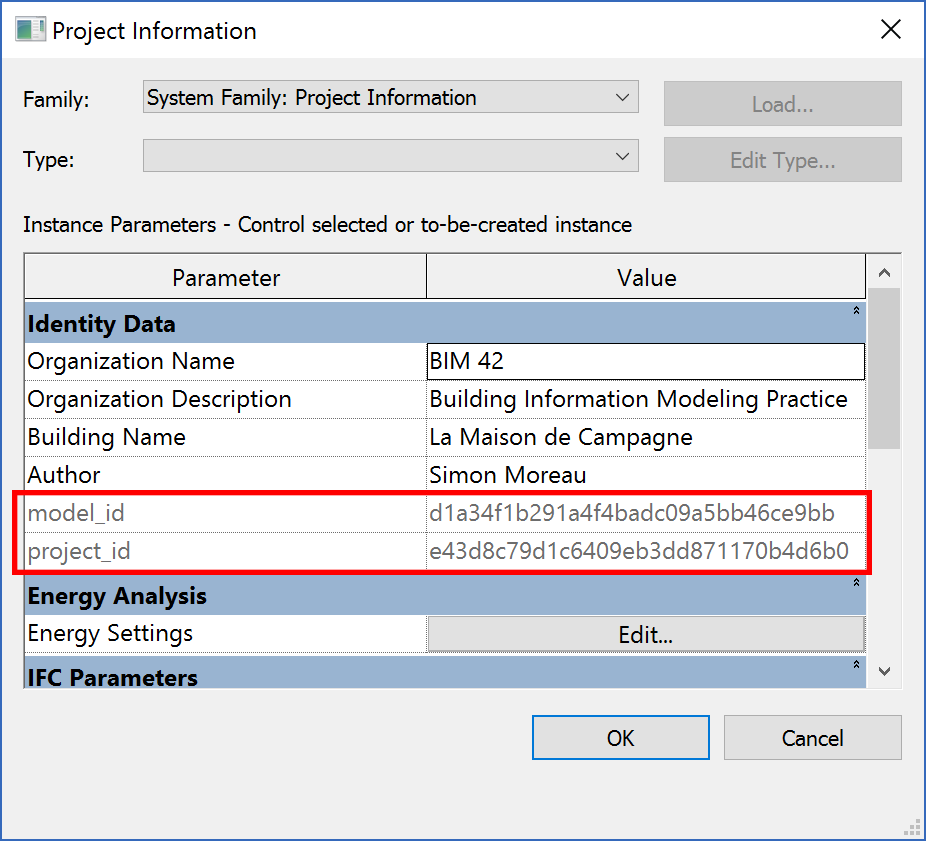 Project Information
Family:
System Family: Project Information
Load...
Type:
Edit Type...
Instance Parameters - Control selected or to-be-created instance
Parameter Value
Identity Data
Organization Name BIM 42
Organization Description Building Information Modeling Practice
Building Name La Maison de Campagne
Author Simon Moreau
model_id d1a34f1b291a4f4badc09a5bb46ce9bb
project_id e43d8c79d1c6409eb3dd871170b4d6b0
Energy Analysis
Energy Settings Edit...
IFC Parameters
OK Cancel